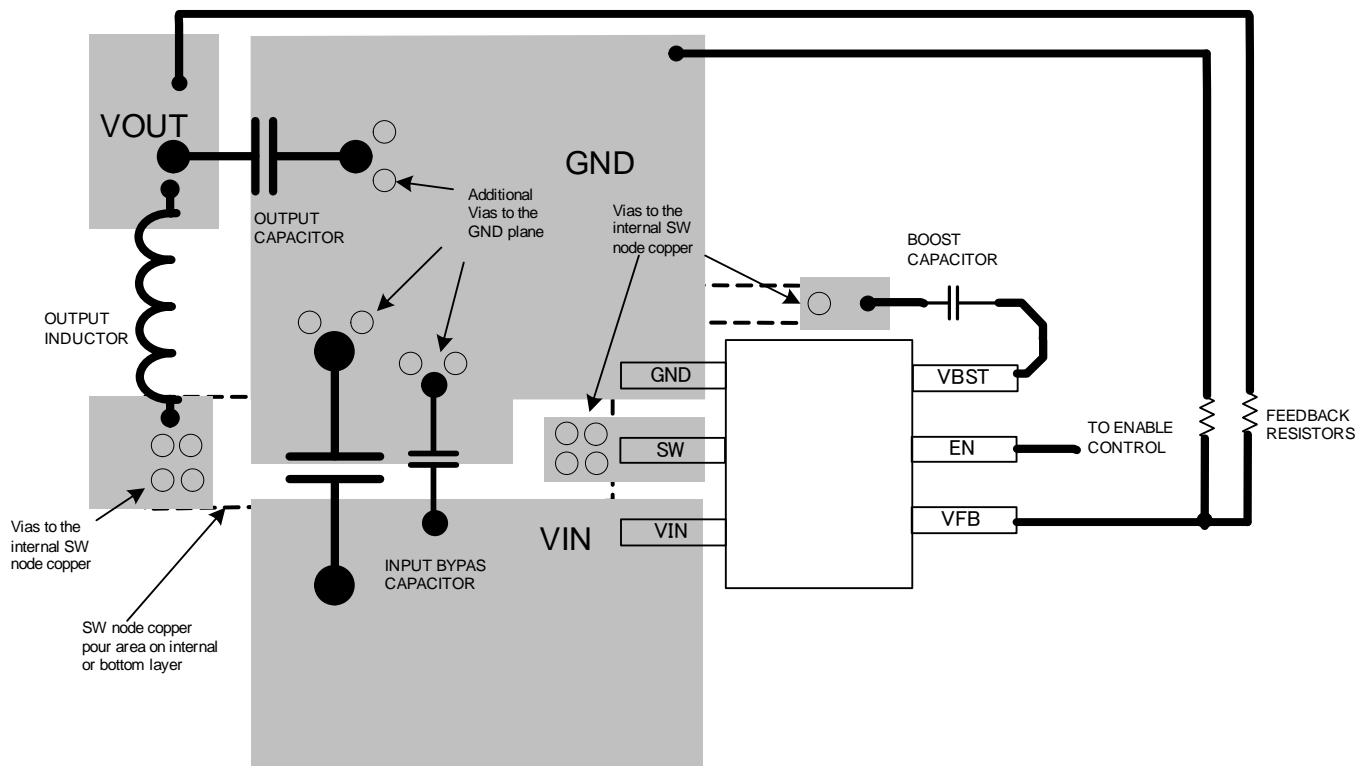 VOUT
GND
OUTPUT
CAPACITOR
Additional
Vias to the
GND plane
Vias to the
internal SW
node copper
BOOST
CAPACITOR
OUTPUT
INDUCTOR
GND
VBST
SW
EN
TO ENABLE
CONTROL
FEEDBACK
RESISTORS
VIN
VIN
VFB
Vias to the
internal SW
node copper
INPUT BYPAS
CAPACITOR
SW node copper
pour area on internal
or bottom layer